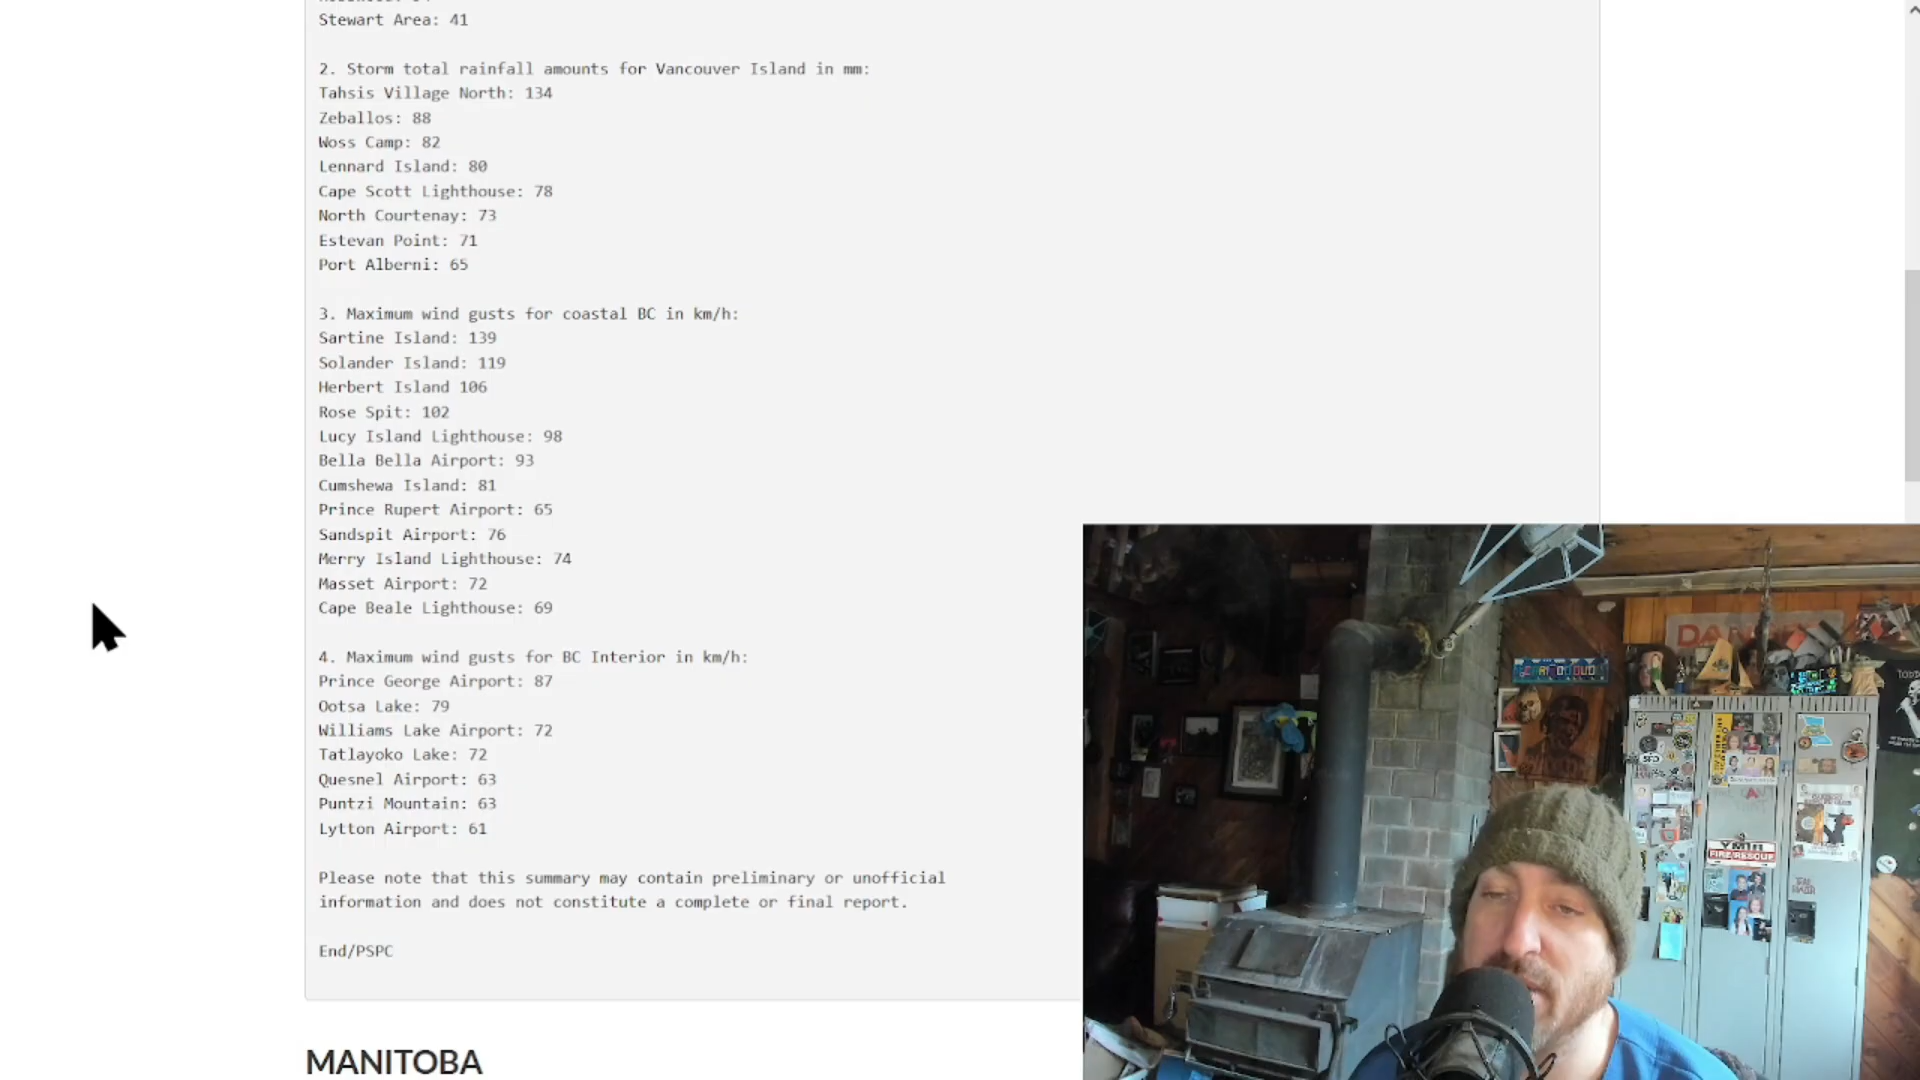 Stewart Area: 41
2. Storm total rainfall amounts for Vancouver Island in mm:
Tahsis Village North: 134
Zeballos: 88
Woss Camp: 82
Lennard Island: 80
Cape Scott Lighthouse: 78
North Courtenay: 73
Estevan Point: 71
Port Alberni: 65
3. Maximum wind gusts for coastal BC in km/h:
Sartine Island: 139
Solander Island: 119
Herbert Island 106
Rose Spit: 102
Lucy Island Lighthouse: 98
Bella Bella Airport: 93
Cumshewa Island: 81
Prince Rupert Airport: 65
Sandspit Airport: 76
Merry Island Lighthouse: 74
Masset Airport: 72
Cape Beale Lighthouse: 69
4. Maximum wind gusts for BC Interior in km/h:
Prince George Airport: 87
Ootsa Lake: 79
Williams Lake Airport: 72
Tatlayoko Lake: 72
Quesnel Airport: 63
Puntzi Mountain: 63
Lytton Airport: 61
Please note that this summary may contain preliminary or unofficial
information and does not constitute a complete or final report.
End/PSPC
MANITOBA
FIRE/RESCUE